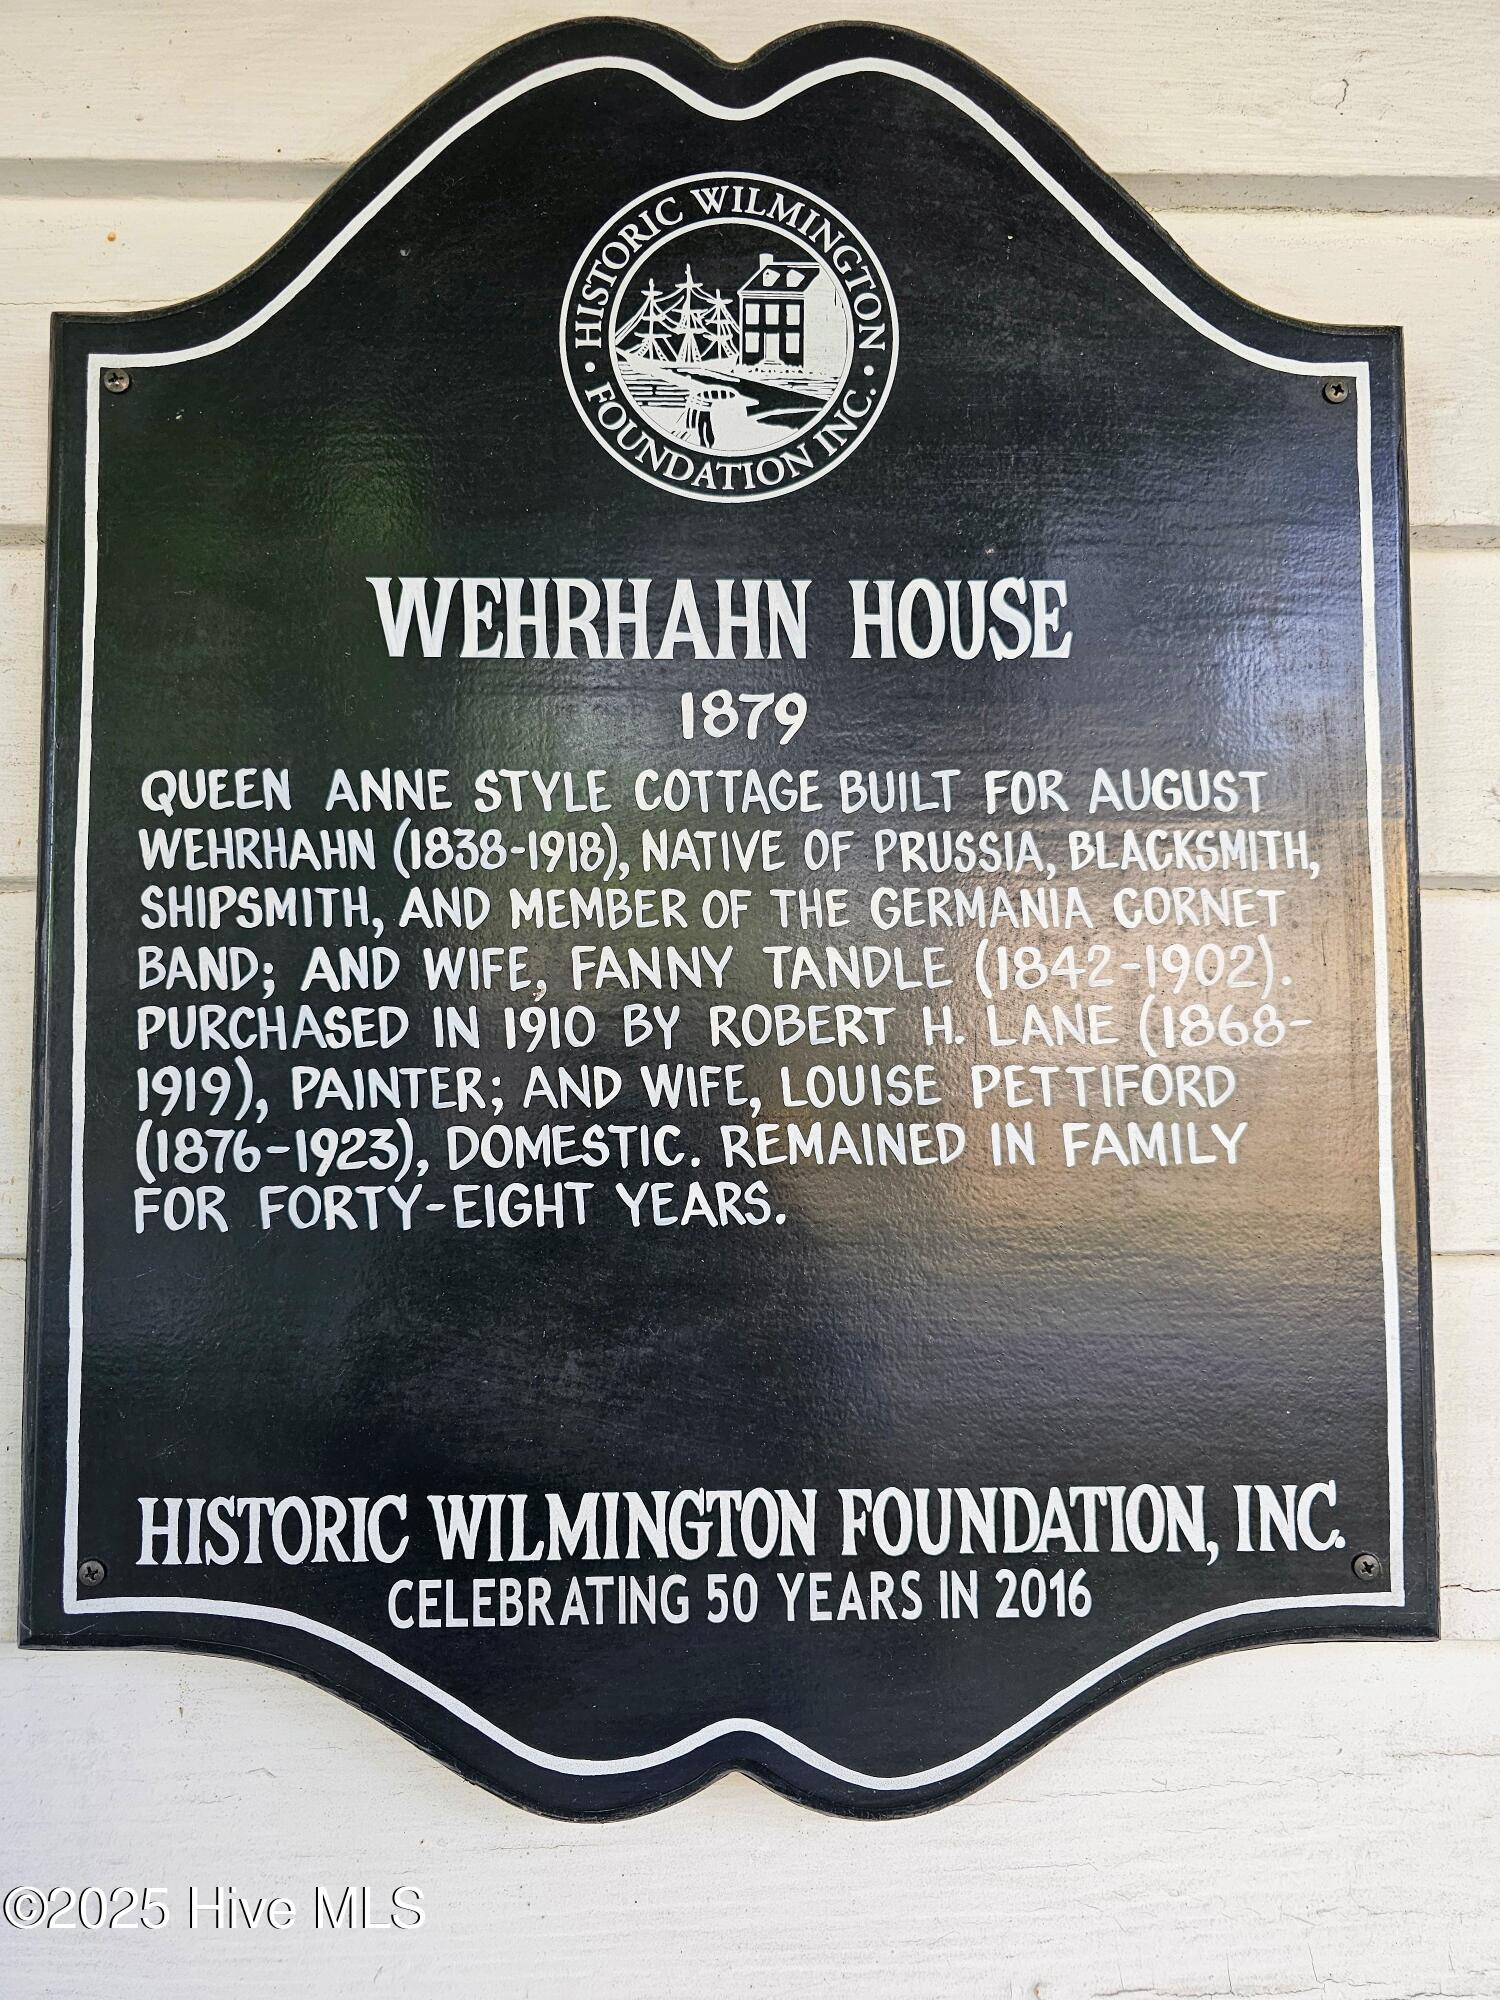 HISTORIC WILMINGTON
FOUNDATION INC.
WEHRHAHN HOUSE
1879
QUEEN ANNE STYLE COTTAGE BUILT FOR AUGUST
WEHRHAHN (1838-1918), NATIVE OF PRUSSIA, BLACKSMITH,
SHIPSMITH, AND MEMBER OF THE GERMANIA CORNET
BAND; AND WIFE, FANNY TANDLE (1842-1902).
PURCHASED IN 1910 BY ROBERT H. LANE (1868-
1919), PAINTER; AND WIFE, LOUISE PETTIFORD
(1876-1923), DOMESTIC. REMAINED IN FAMILY
FOR FORTY-EIGHT YEARS.
HISTORIC WILMINGTON FOUNDATION, INC.
CELEBRATING 50 YEARS IN 2016
©2025 Hive MLS